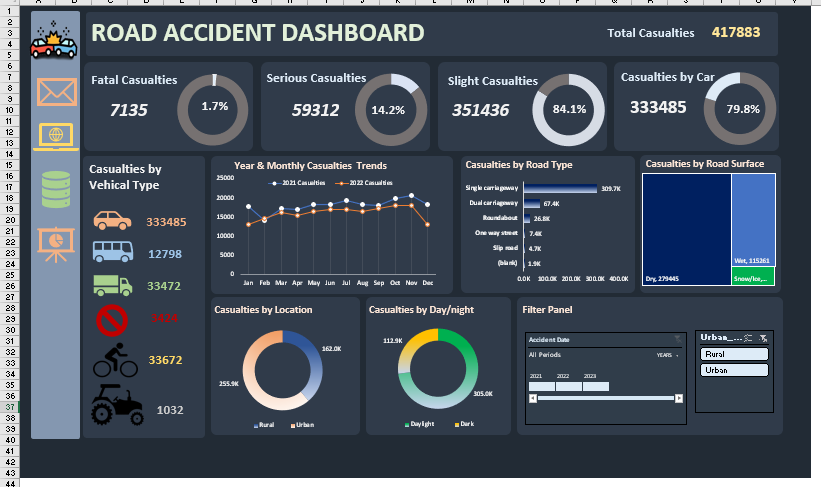 ROAD ACCIDENT DASHBOARD
Total Casualties 417883
Fatal Casualties
7135
1.7%
Serious Casualties
59312
14.2%
Slight Casualties
351436
84.1%
Casualties by Car
333485
79.8%
Casualties by
Vehical Type
333485
12798
33472
33672
1032
Year & Monthly Casualties Trends
2021 Casualties 2022 Casualties
25000
20000
15000
10000
5000
0
Jan Feb Mar Apr May Jun Jul Aug Sep Oct Nov Dec
Casualties by Road Type
Single carriageway 309.7K
Dual carriageway 67.4K
Roundabout 26.8K
One way street 7.4K
Slip road 4.7K
(blank) 1.9K
0.0K 100.0K 200.0K 300.0K 400.0K
Casualties by Road Surface
Dry, 279445
Wet, 115261
Snow/ice,...
Casualties by Location
162.0K
255.9K
Rural Urban
Casualties by Day/night
112.9K
305.0K
Daylight Dark
Filter Panel
Accident Date
All Periods YEARS
2021 2022 2023
Urban_...
Rural
Urban